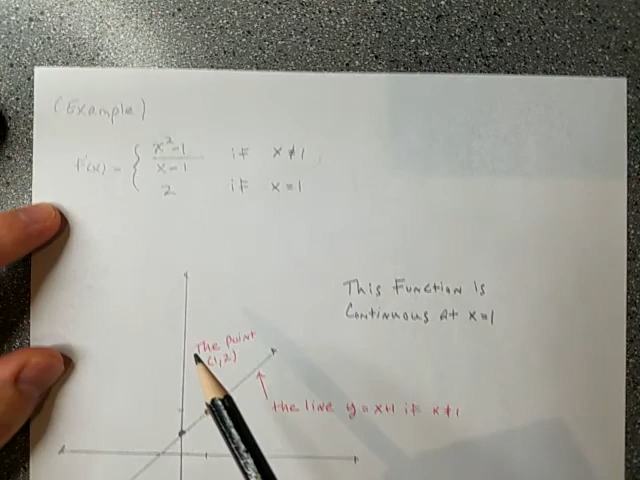 (Example)
f(x) = { x²-1 / x-1 if x ≠ 1
2 if x = 1
This Function is
Continuous at x=1
The point
(1,2)
the line y = x+1 if x≠1